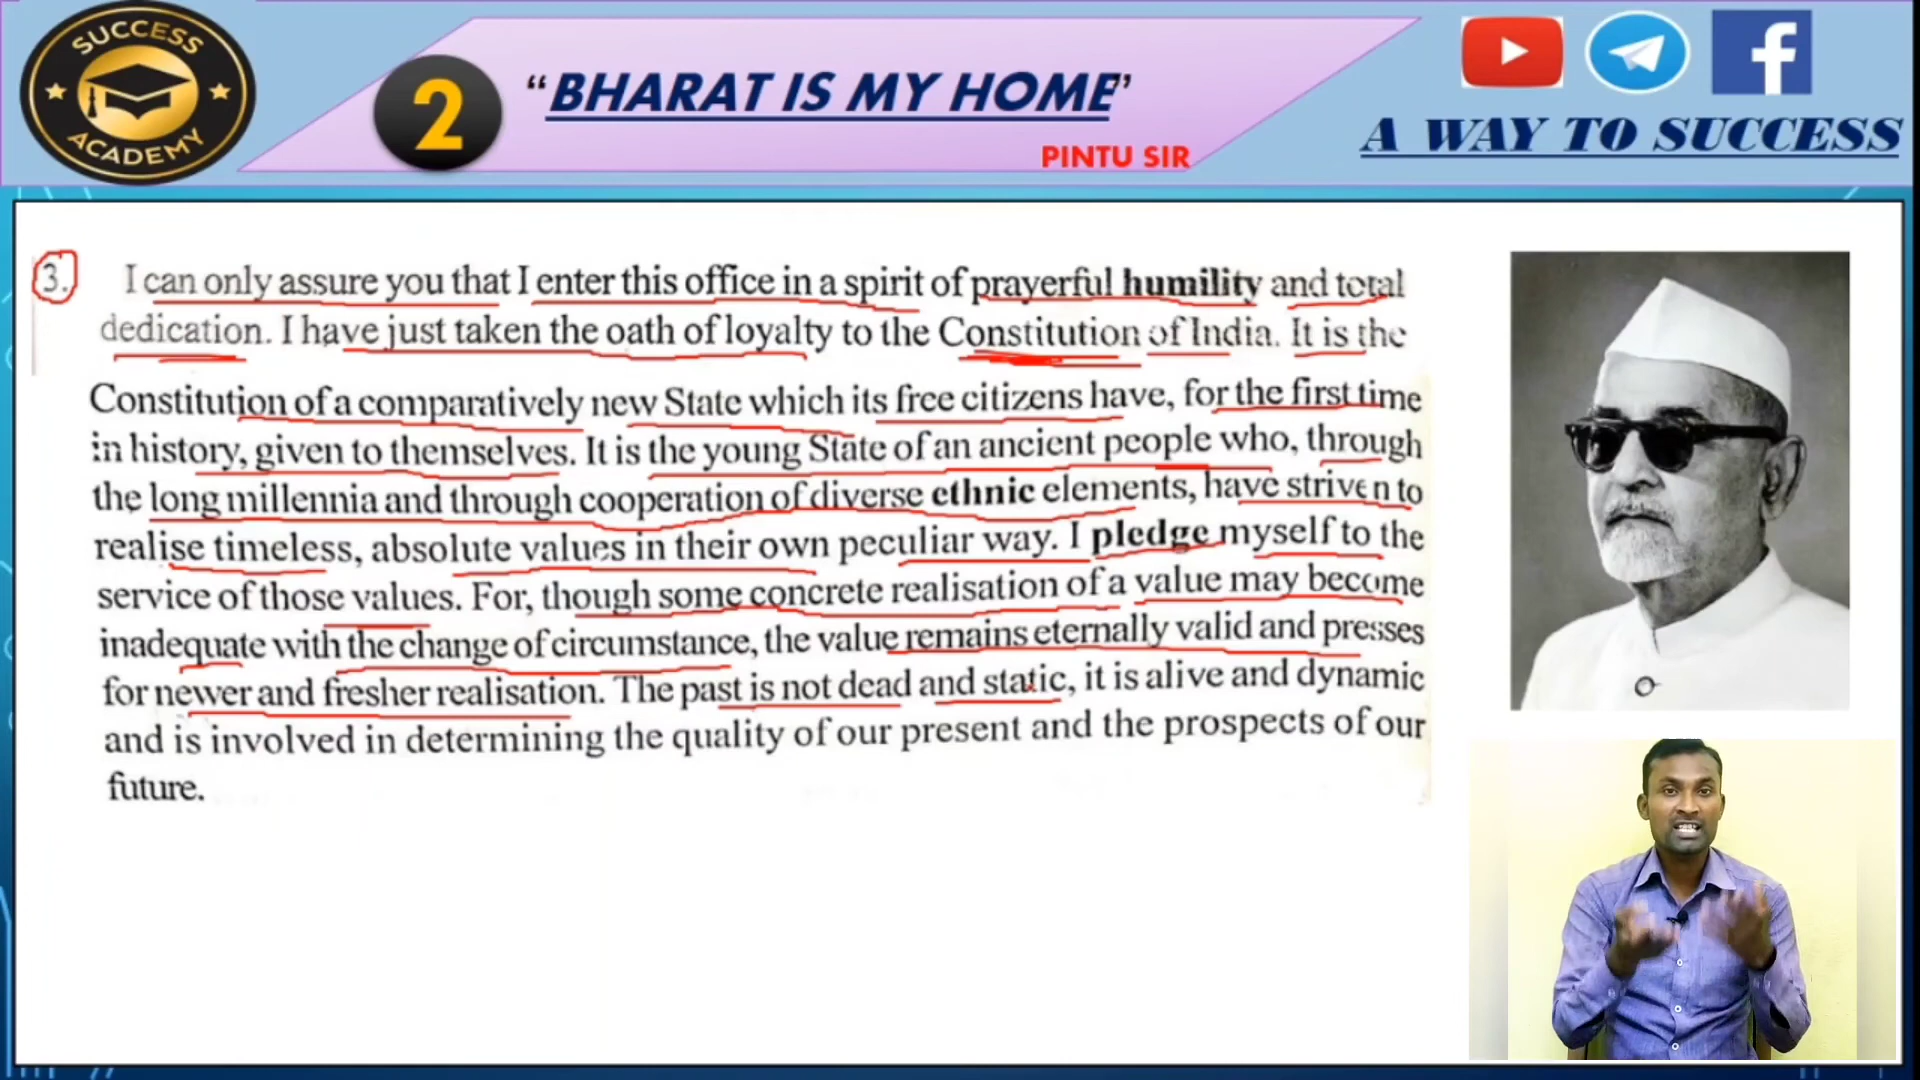 SUCCESS
ACADEMY
2
“BHARAT IS MY HOME”
PINTU SIR
A WAY TO SUCCESS
3.
I can only assure you that I enter this office in a spirit of prayerful humility and total
dedication. I have just taken the oath of loyalty to the Constitution of India. It is the
Constitution of a comparatively new State which its free citizens have, for the first time
in history, given to themselves. It is the young State of an ancient people who, through
the long millennia and through cooperation of diverse ethnic elements, have striven to
realise timeless, absolute values in their own peculiar way. I pledge myself to the
service of those values. For, though some concrete realisation of a value may become
inadequate with the change of circumstance, the value remains eternally valid and presses
for newer and fresher realisation. The past is not dead and static, it is alive and dynamic
and is involved in determining the quality of our present and the prospects of our
future.